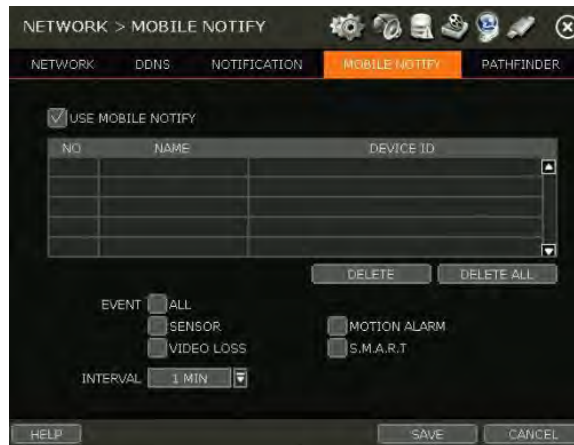 NETWORK > MOBILE NOTIFY
NETWORK DDNS NOTIFICATION MOBILE NOTIFY PATHFINDER
USE MOBILE NOTIFY
NO NAME DEVICE ID
DELETE DELETE ALL
EVENT ALL
SENSOR MOTION ALARM
VIDEO LOSS S.M.A.R.T
INTERVAL 1 MIN
HELP SAVE CANCEL